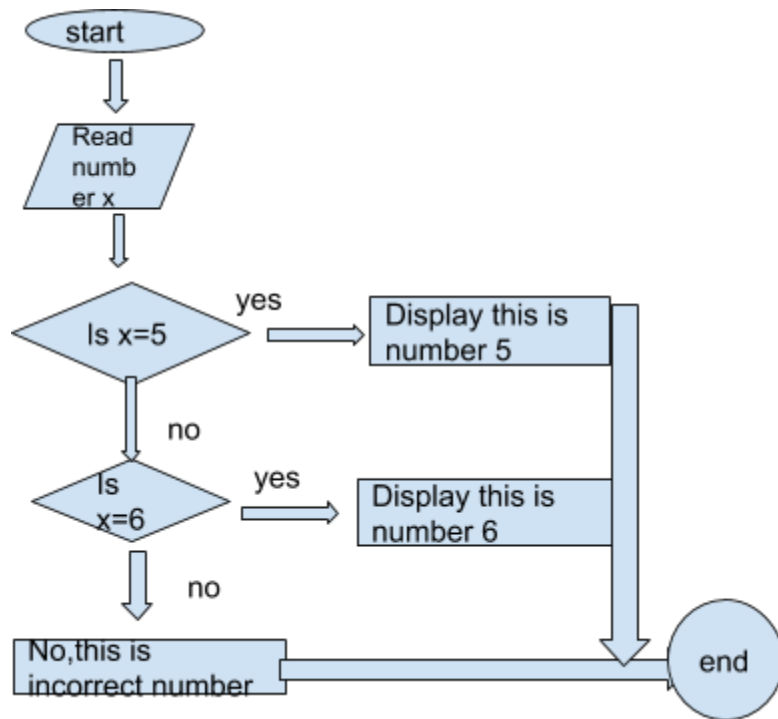 start
Read
numb
er x
Is x=5
yes
Display this is
number 5
no
Is
x=6
yes
Display this is
number 6
no
No,this is
incorrect number
end